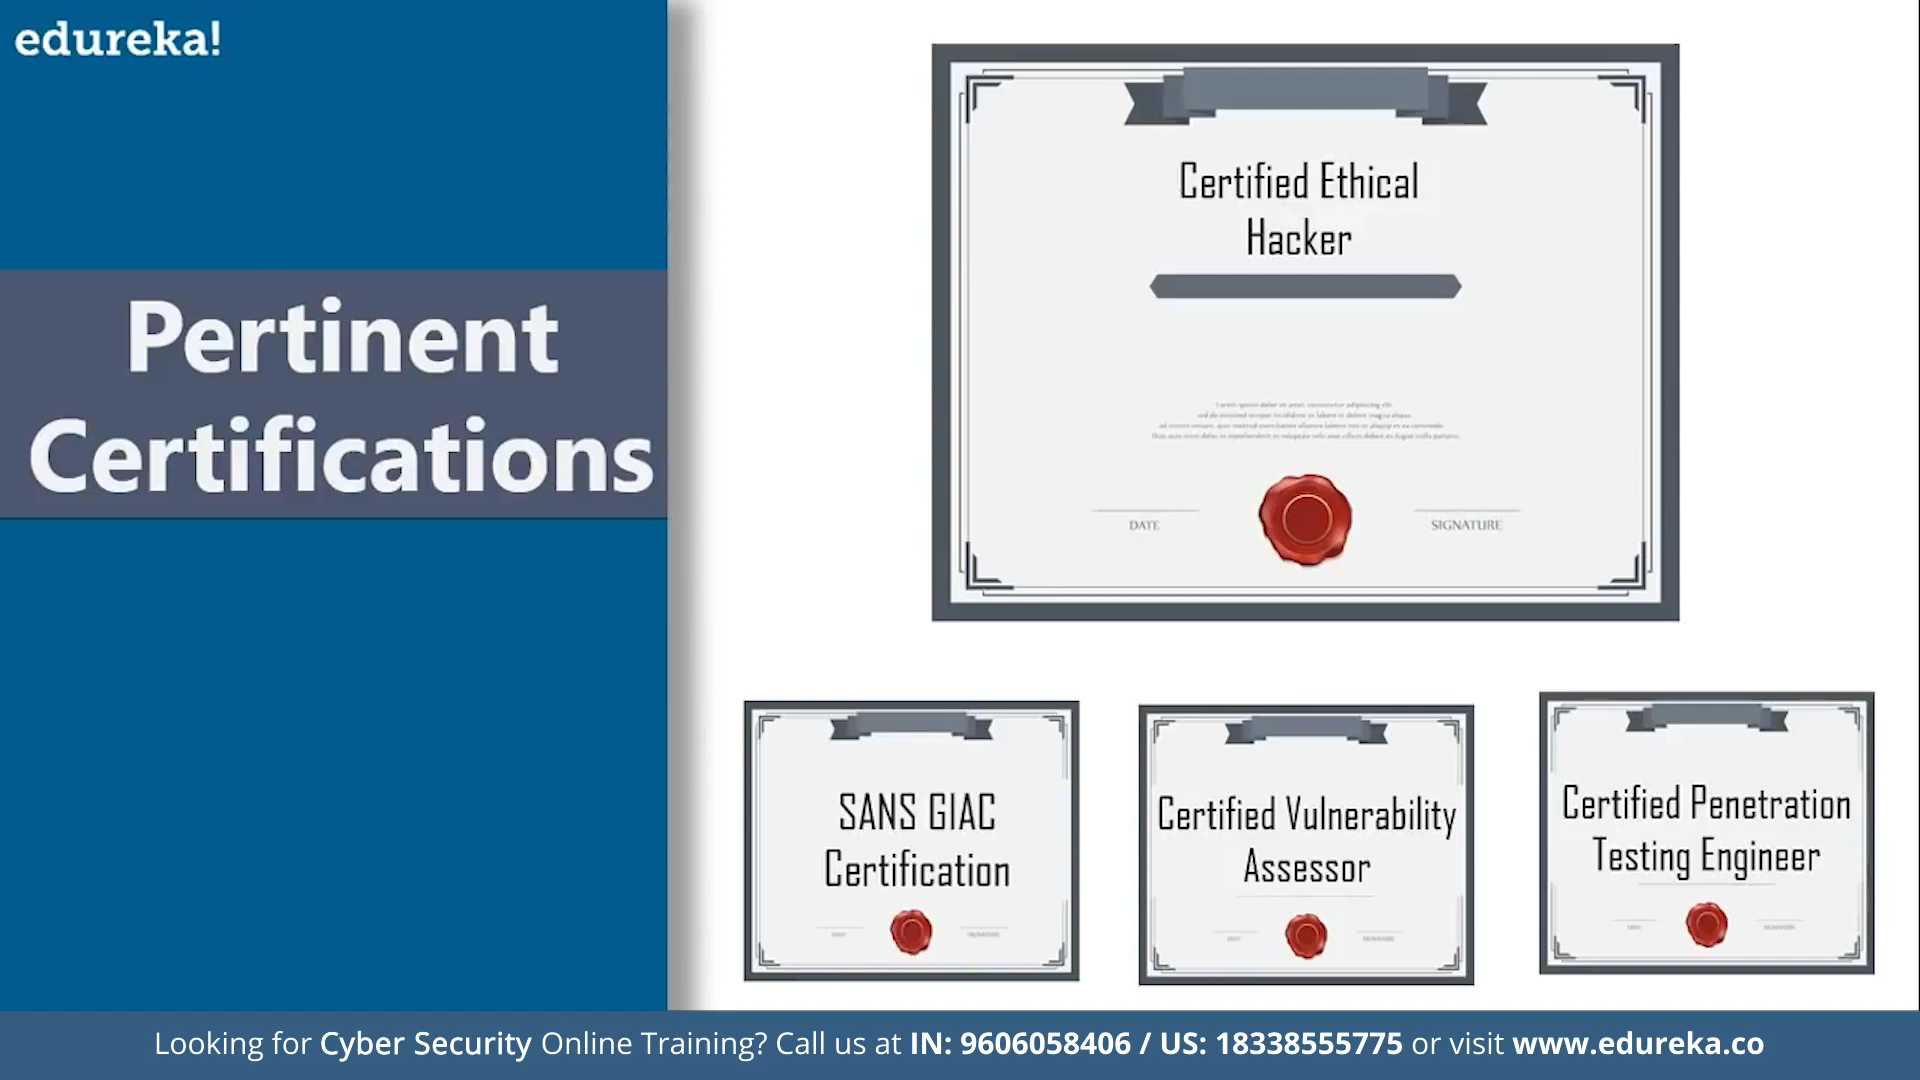 edureka!
Pertinent
Certifications
Certified Ethical
Hacker
DATE
SIGNATURE
SANS GIAC
Certification
Certified Vulnerability
Assessor
Certified Penetration
Testing Engineer
Looking for Cyber Security Online Training? Call us at IN: 9606058406 / US: 18338555775 or visit www.edureka.co